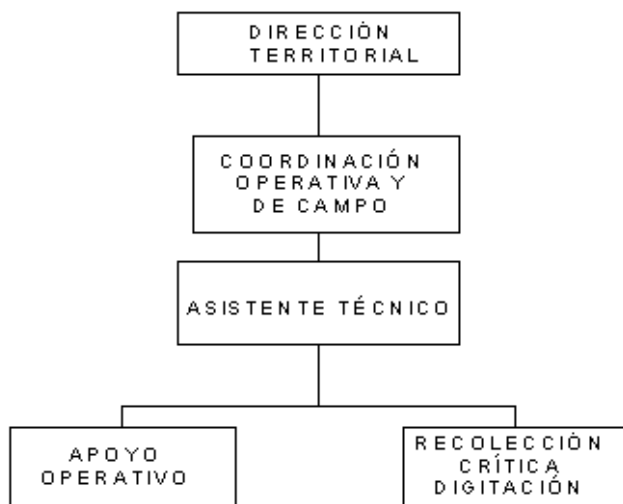 DIRECCIÓN
TERRITORIAL
COORDINACIÓN
OPERATIVA Y
DE CAMPO
ASISTENTE TÉCNICO
APOYO
OPERATIVO
RECOLECCIÓN
CRÍTICA
DIGITACIÓN